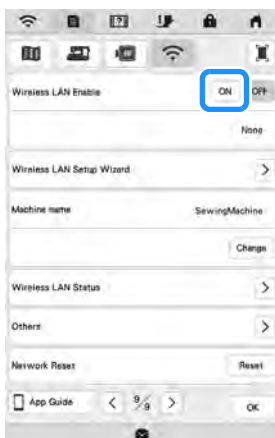 Wireless LAN Enable ON OFF
None
Wireless LAN Setup Wizard >
Machine name SewingMachine
Change
Wireless LAN Status >
Others >
Network Reset Reset
App Guide < 9/9 > OK